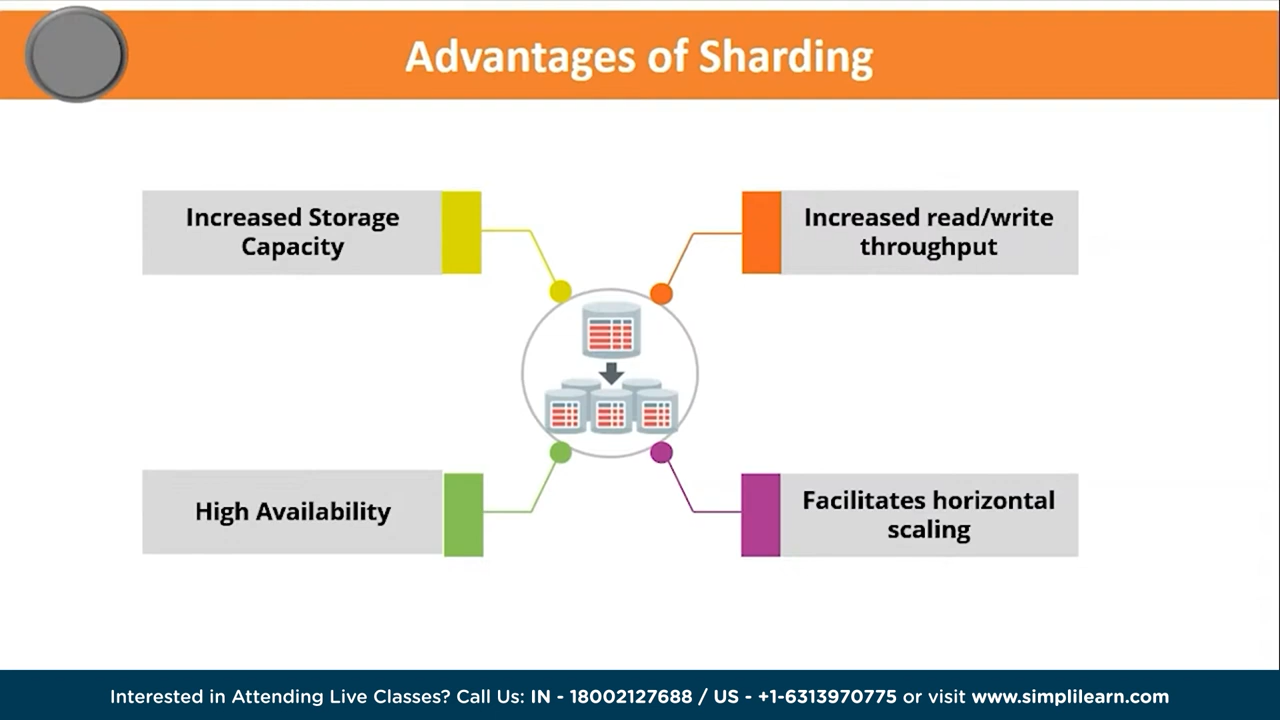 Advantages of Sharding
Increased Storage
Capacity
Increased read/write
throughput
High Availability
Facilitates horizontal
scaling
Interested in Attending Live Classes? Call Us: IN - 18002127688 / US - +1-6313970775 or visit www.simplilearn.com